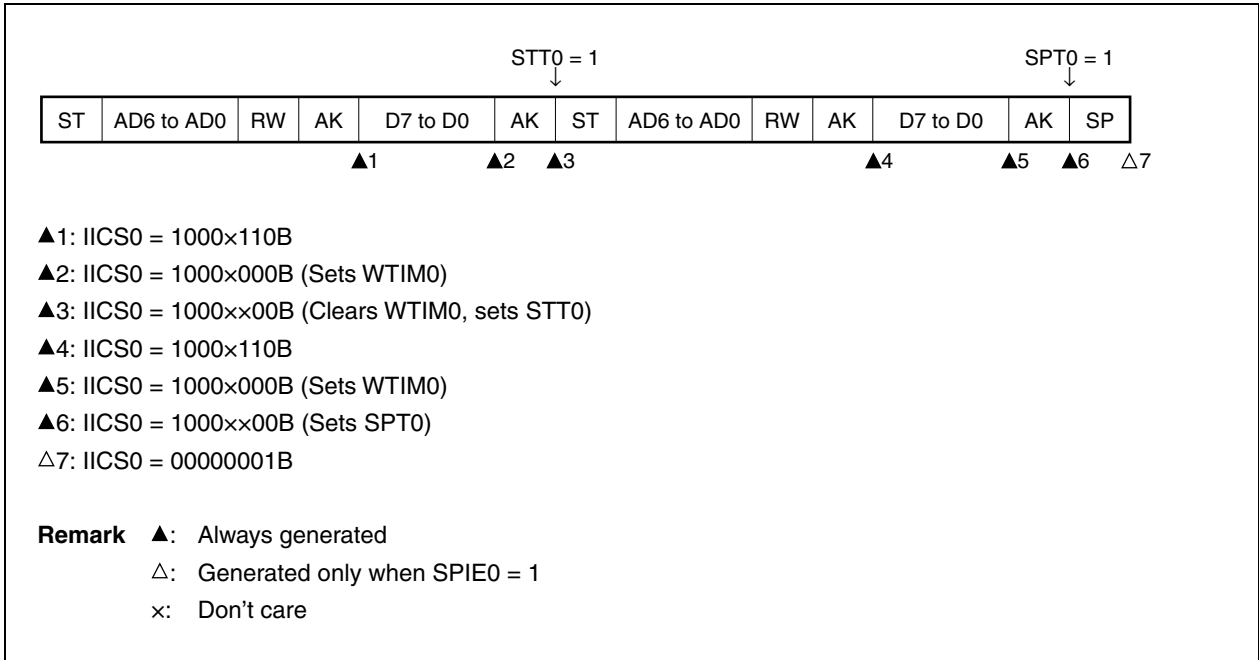 STT0 = 1 SPT0 = 1
↓ ↓
ST AD6 to AD0 RW AK D7 to D0 AK ST AD6 to AD0 RW AK D7 to D0 AK SP
▲1 ▲2 ▲3 ▲4 ▲5 ▲6 △7
▲1: IICS0 = 1000×110B
▲2: IICS0 = 1000×000B (Sets WTIM0)
▲3: IICS0 = 1000××00B (Clears WTIM0, sets STT0)
▲4: IICS0 = 1000×110B
▲5: IICS0 = 1000×000B (Sets WTIM0)
▲6: IICS0 = 1000××00B (Sets SPT0)
△7: IICS0 = 00000001B
Remark ▲: Always generated
△: Generated only when SPIE0 = 1
×: Don't care